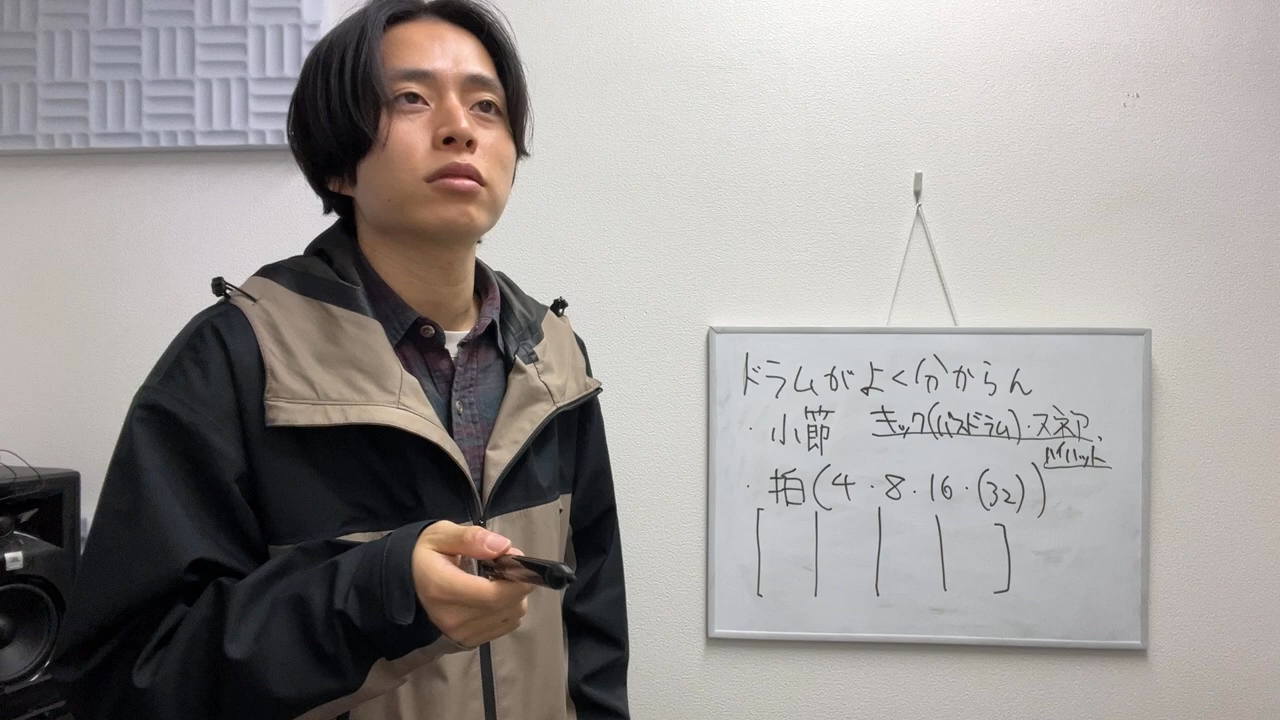 ドラムがよく分からん
・小節 キック(バスドラム)・スネア、
ハイハット
・拍(4・8・16・(32))